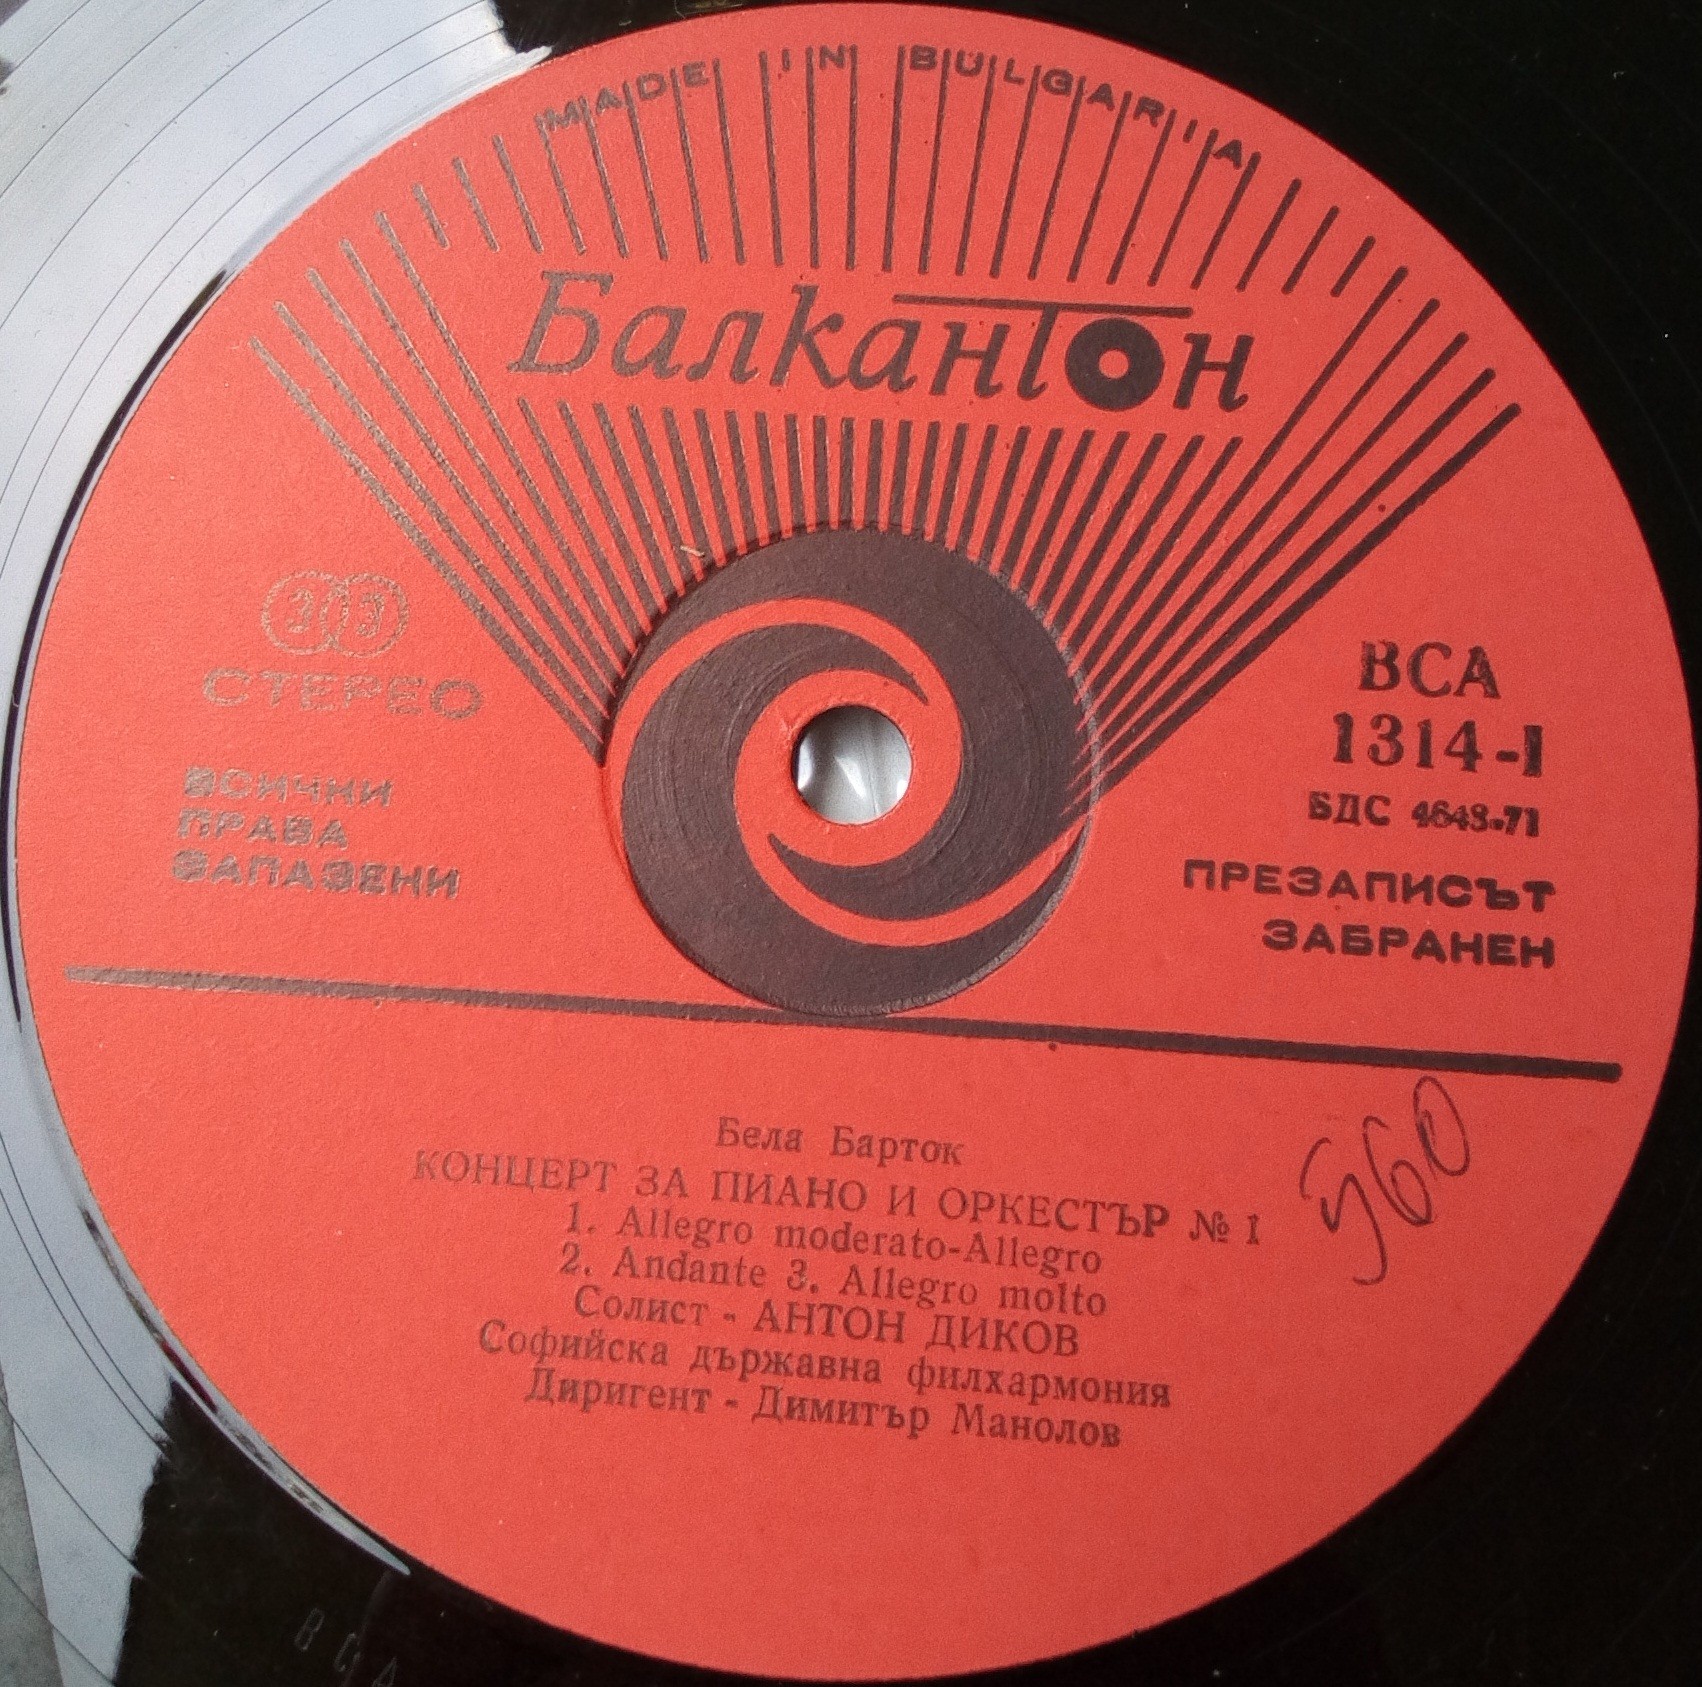 MADE IN BULGARIA
Балкантон
33
СТЕРЕО
ВСИЧКИ
ПРАВА
ЗАПАЗЕНИ
ВСА
1314-I
БДС 4643-71
ПРЕЗАПИСЪТ
ЗАБРАНЕН
Бела Барток
КОНЦЕРТ ЗА ПИАНО И ОРКЕСТЪР № 1
1. Allegro moderato-Allegro
2. Andante 3. Allegro molto
Солист - АНТОН ДИКОВ
Софийска държавна филхармония
Диригент - Димитър Манолов
ВСА